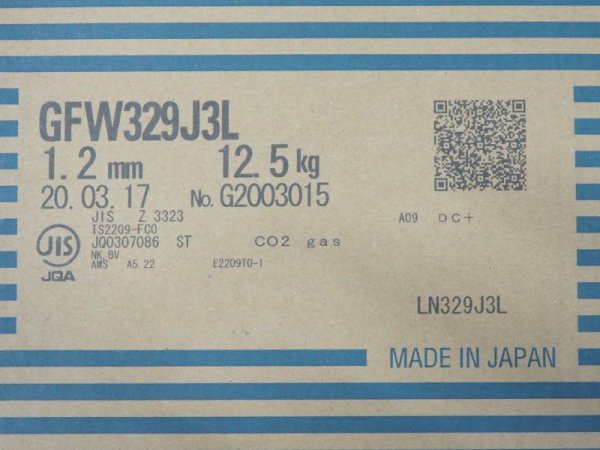 GFW329J3L
1.2 mm 12.5 kg
20.03.17 No. G2003015
JIS Z 3323
TS2209-FC0
JQ0307086 ST CO2 gas A09 DC+
NK, BV
AWS A5.22 E2209T0-1
JIS
JQA
LN329J3L
MADE IN JAPAN